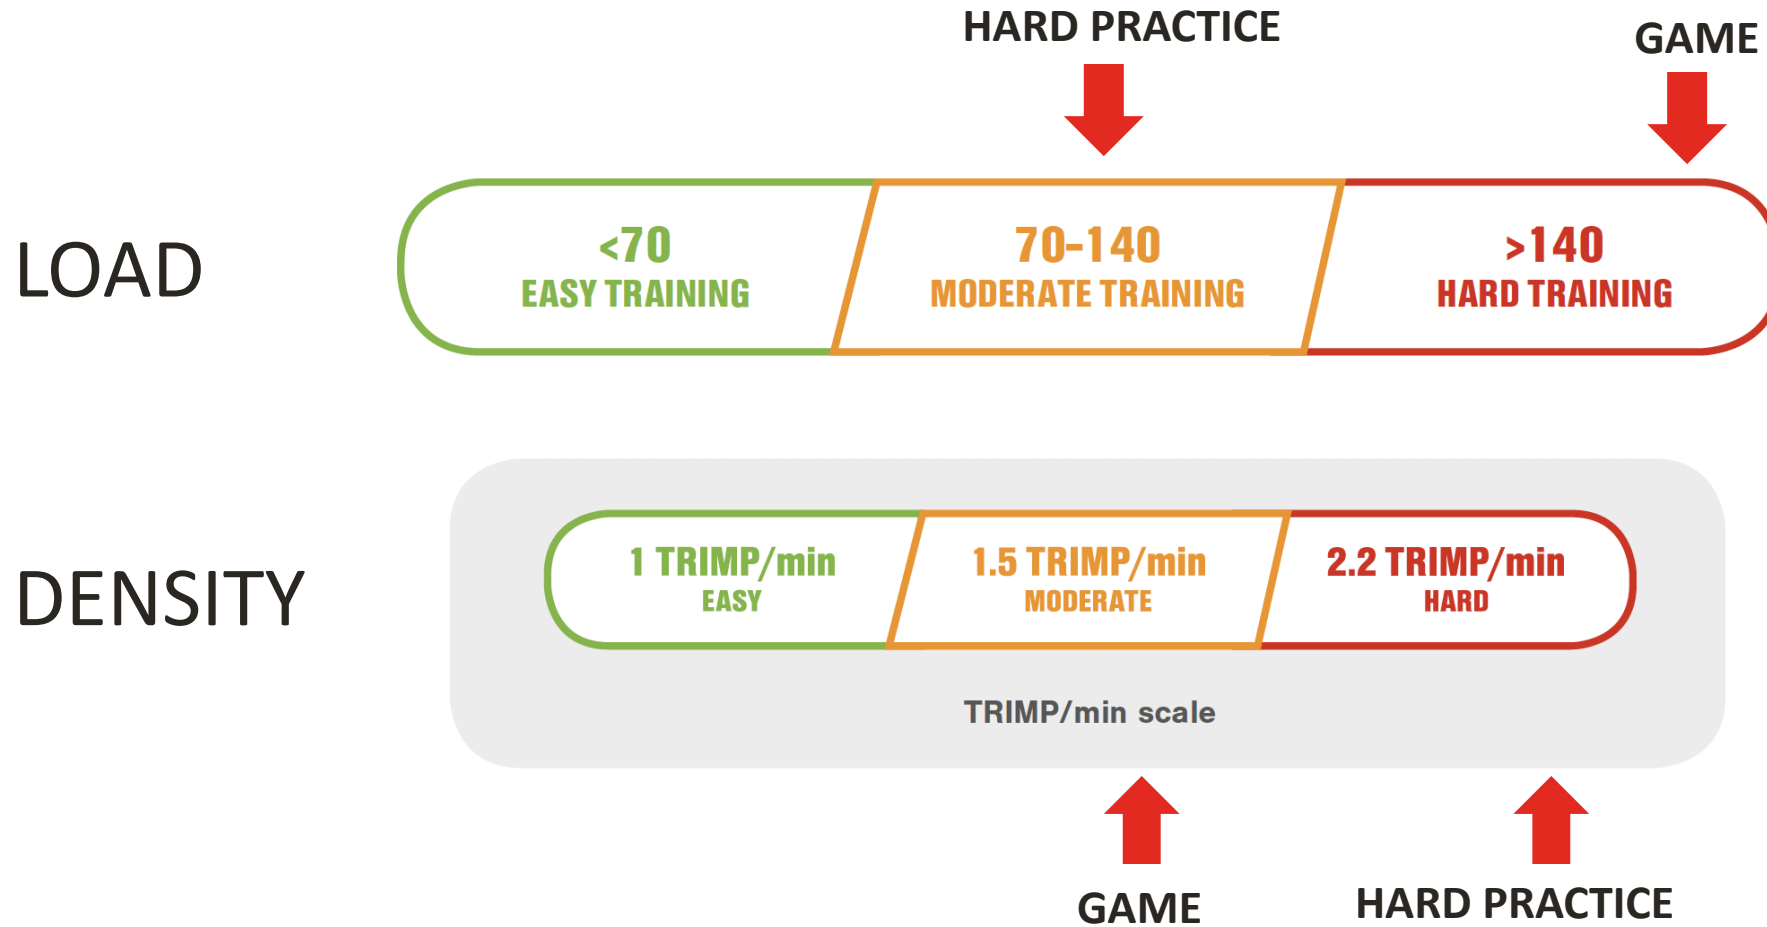 HARD PRACTICE
GAME
LOAD
<70
EASY TRAINING
70-140
MODERATE TRAINING
>140
HARD TRAINING
DENSITY
1 TRIMP/min
EASY
1.5 TRIMP/min
MODERATE
2.2 TRIMP/min
HARD
TRIMP/min scale
GAME
HARD PRACTICE